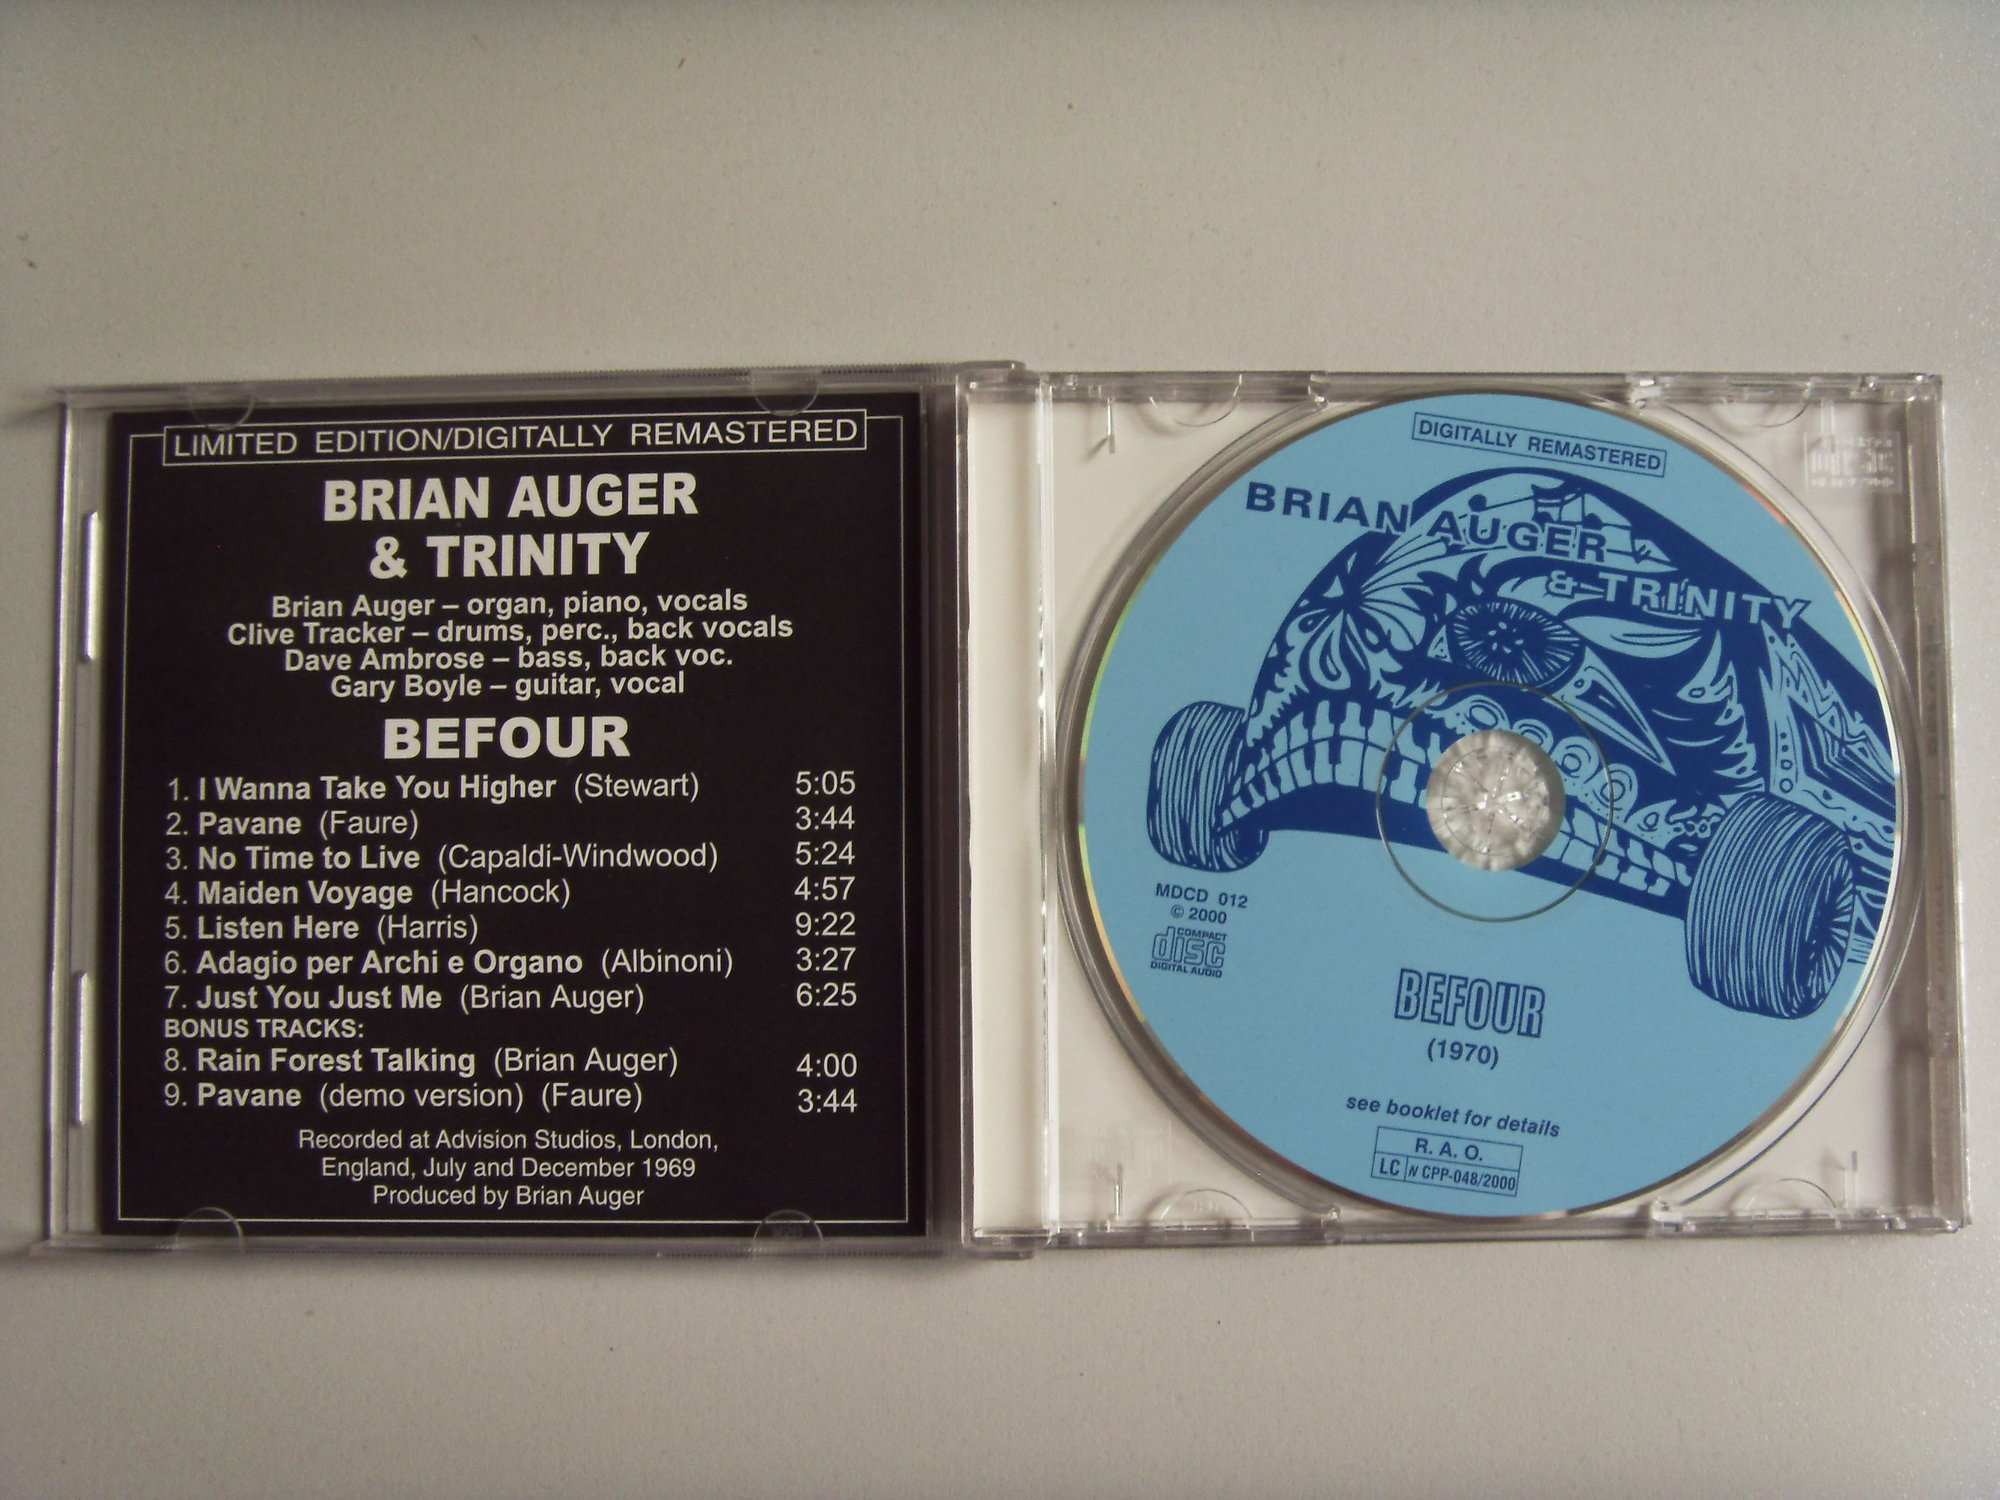 LIMITED EDITION/DIGITALLY REMASTERED
BRIAN AUGER
& TRINITY
Brian Auger – organ, piano, vocals
Clive Tracker – drums, perc., back vocals
Dave Ambrose – bass, back voc.
Gary Boyle – guitar, vocal
BEFOUR
1. I Wanna Take You Higher (Stewart) 5:05
2. Pavane (Faure) 3:44
3. No Time to Live (Capaldi-Windwood) 5:24
4. Maiden Voyage (Hancock) 4:57
5. Listen Here (Harris) 9:22
6. Adagio per Archi e Organo (Albinoni) 3:27
7. Just You Just Me (Brian Auger) 6:25
BONUS TRACKS:
8. Rain Forest Talking (Brian Auger) 4:00
9. Pavane (demo version) (Faure) 3:44
Recorded at Advision Studios, London,
England, July and December 1969
Produced by Brian Auger
DIGITALLY REMASTERED
BRIAN AUGER
& TRINITY
MDCD 012
© 2000
COMPACT
disc
DIGITAL AUDIO
BEFOUR
(1970)
see booklet for details
R. A. O.
LC N CPP-048/2000